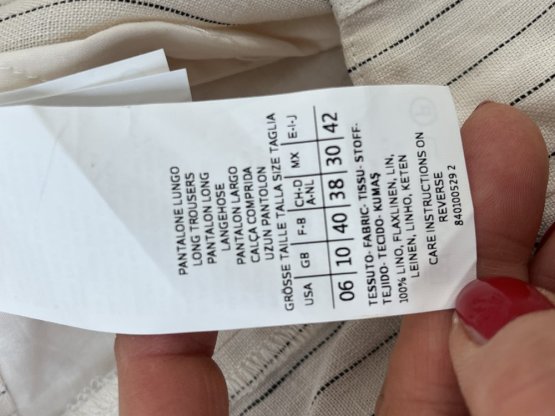 PANTALONE LUNGO
LONG TROUSERS
PANTALON LONG
LANGEHOSE
PANTALON LARGO
CALÇA COMPRIDA
UZUN PANTOLON
GRÖSSE TAILLE TALLA SIZE TAGLIA
USA GB F-B CH-D A-NL MX E-I-J
06 10 40 38 30 42
TESSUTO- FABRIC- TISSU- STOFF-
TEJIDO- TECIDO- KUMAŞ
100% LINO, FLAXLINEN, LIN,
LEINEN, LINHO, KETEN
CARE INSTRUCTIONS ON
REVERSE
840100529 2